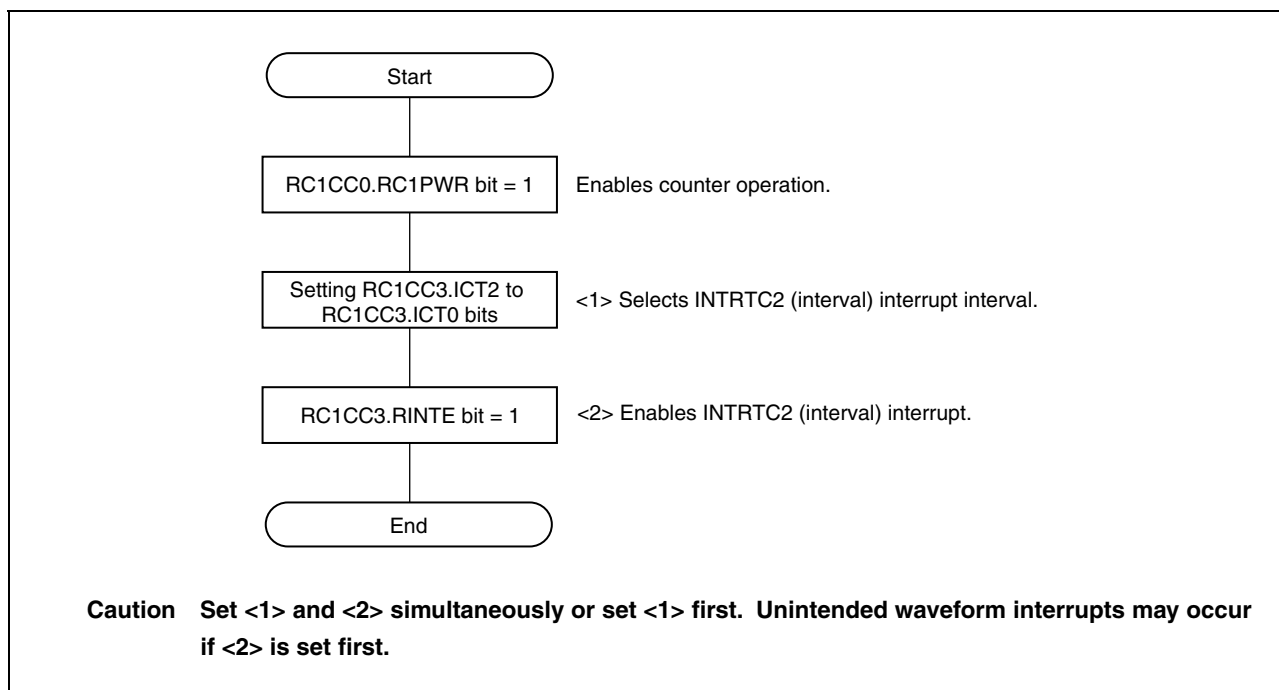 Start
RC1CC0.RC1PWR bit = 1
Enables counter operation.
Setting RC1CC3.ICT2 to
RC1CC3.ICT0 bits
<1> Selects INTRTC2 (interval) interrupt interval.
RC1CC3.RINTE bit = 1
<2> Enables INTRTC2 (interval) interrupt.
End
Caution Set <1> and <2> simultaneously or set <1> first. Unintended waveform interrupts may occur
if <2> is set first.